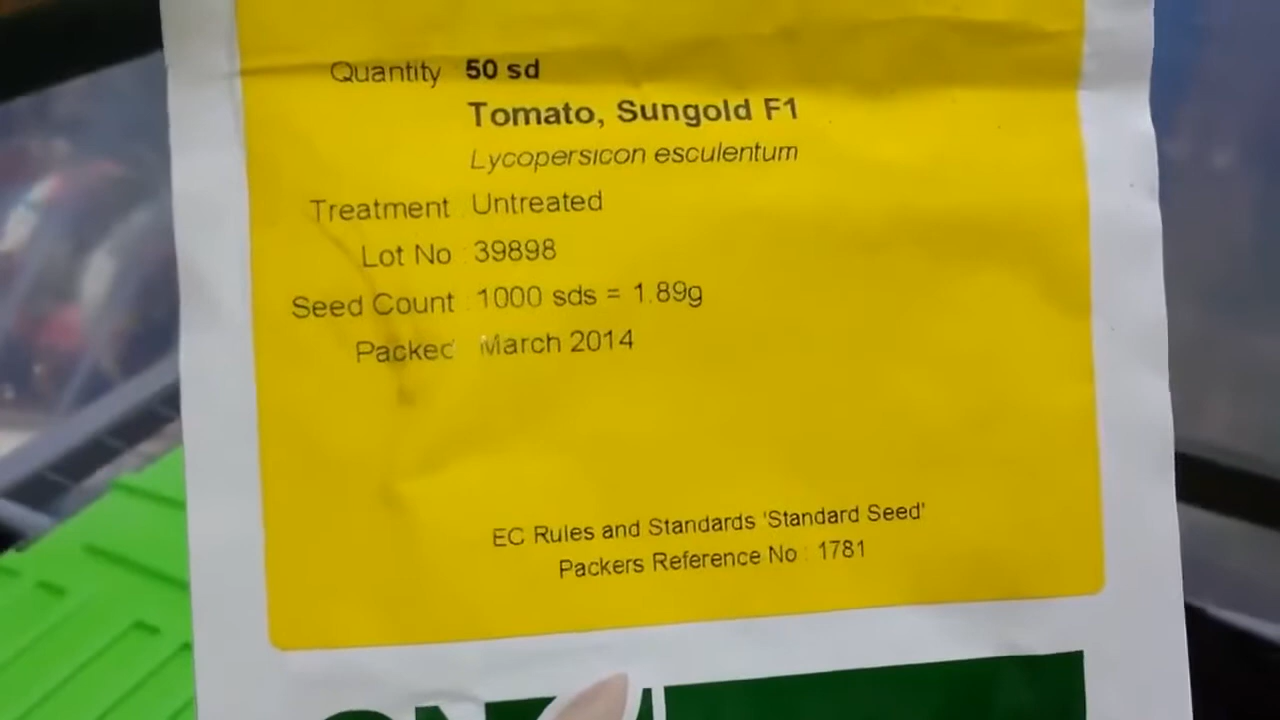 Quantity 50 sd
Tomato, Sungold F1
Lycopersicon esculentum
Treatment Untreated
Lot No 39898
Seed Count : 1000 sds = 1.89g
Packed March 2014
EC Rules and Standards 'Standard Seed'
Packers Reference No : 1781